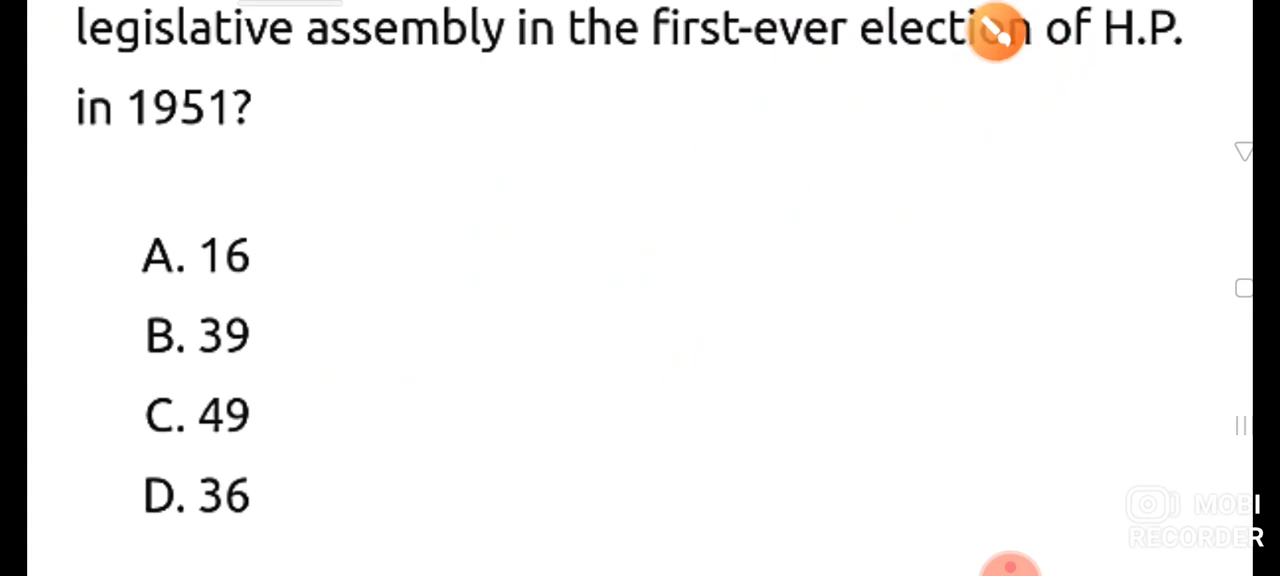 legislative assembly in the first-ever election of H.P.
in 1951?
A. 16
B. 39
C. 49
D. 36
MOBI
RECORDER